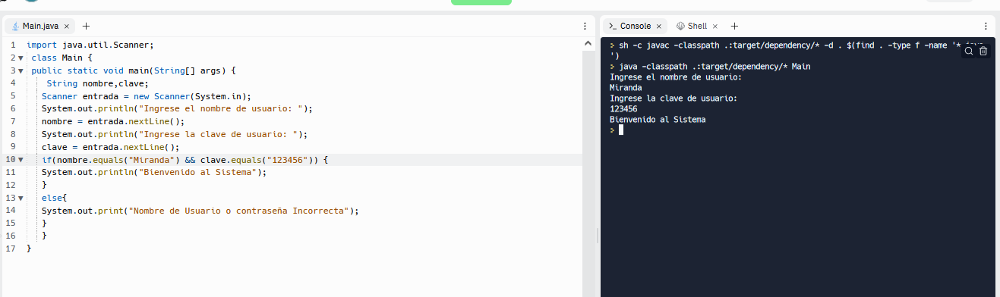 Main.java × +
1 import java.util.Scanner;
2 class Main {
3 public static void main(String[] args) {
4 String nombre,clave;
5 Scanner entrada = new Scanner(System.in);
6 System.out.println("Ingrese el nombre de usuario: ");
7 nombre = entrada.nextLine();
8 System.out.println("Ingrese la clave de usuario: ");
9 clave = entrada.nextLine();
10 if(nombre.equals("Miranda") && clave.equals("123456")) {
11 System.out.println("Bienvenido al Sistema");
12 }
13 else{
14 System.out.print("Nombre de Usuario o contraseña Incorrecta");
15 }
16 }
17 }
Console × Shell × +
> sh -c javac -classpath .:target/dependency/* -d . $(find . -type f -name '*.java
')
> java -classpath .:target/dependency/* Main
Ingrese el nombre de usuario:
Miranda
Ingrese la clave de usuario:
123456
Bienvenido al Sistema
>